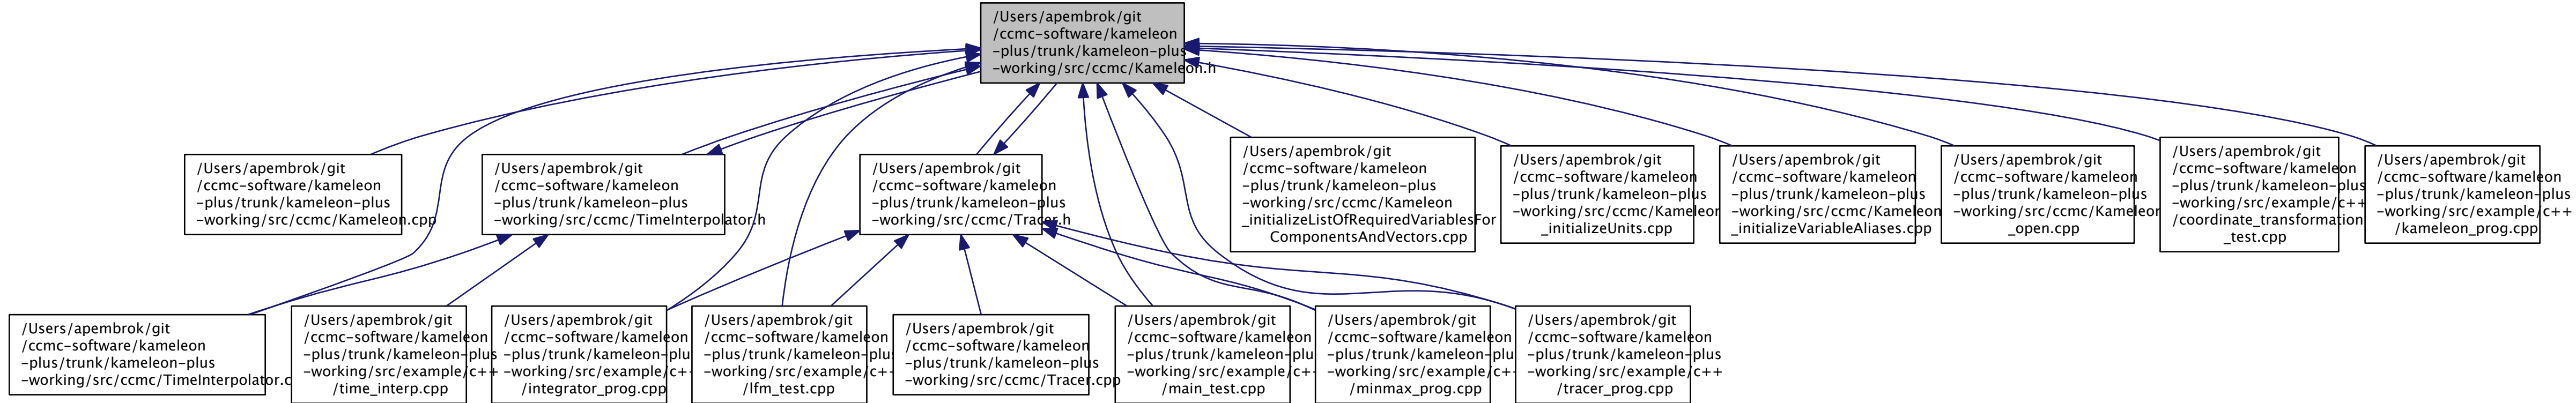 /Users/apembrok/git
/ccmc-software/kameleon
-plus/trunk/kameleon-plus
-working/src/ccmc/Kameleon.h
/Users/apembrok/git
/ccmc-software/kameleon
-plus/trunk/kameleon-plus
-working/src/ccmc/Kameleon.cpp
/Users/apembrok/git
/ccmc-software/kameleon
-plus/trunk/kameleon-plus
-working/src/ccmc/TimeInterpolator.h
/Users/apembrok/git
/ccmc-software/kameleon
-plus/trunk/kameleon-plus
-working/src/ccmc/Tracer.h
/Users/apembrok/git
/ccmc-software/kameleon
-plus/trunk/kameleon-plus
-working/src/ccmc/Kameleon
_initializeListOfRequiredVariablesFor
ComponentsAndVectors.cpp
/Users/apembrok/git
/ccmc-software/kameleon
-plus/trunk/kameleon-plus
-working/src/ccmc/Kameleon
_initializeUnits.cpp
/Users/apembrok/git
/ccmc-software/kameleon
-plus/trunk/kameleon-plus
-working/src/ccmc/Kameleon
_initializeVariableAliases.cpp
/Users/apembrok/git
/ccmc-software/kameleon
-plus/trunk/kameleon-plus
-working/src/ccmc/Kameleon
_open.cpp
/Users/apembrok/git
/ccmc-software/kameleon
-plus/trunk/kameleon-plus
-working/src/example/c++
/coordinate_transformation
_test.cpp
/Users/apembrok/git
/ccmc-software/kameleon
-plus/trunk/kameleon-plus
-working/src/example/c++
/kameleon_prog.cpp
/Users/apembrok/git
/ccmc-software/kameleon
-plus/trunk/kameleon-plus
-working/src/ccmc/TimeInterpolator.c
/Users/apembrok/git
/ccmc-software/kameleon
-plus/trunk/kameleon-plus
-working/src/example/c++
/time_interp.cpp
/Users/apembrok/git
/ccmc-software/kameleon
-plus/trunk/kameleon-plu
-working/src/example/c++
/integrator_prog.cpp
/Users/apembrok/git
/ccmc-software/kameleon
-plus/trunk/kameleon-plu
-working/src/example/c++
/lfm_test.cpp
/Users/apembrok/git
/ccmc-software/kameleon
-plus/trunk/kameleon-plus
-working/src/ccmc/Tracer.cpp
/Users/apembrok/git
/ccmc-software/kameleon
-plus/trunk/kameleon-plu
-working/src/example/c++
/main_test.cpp
/Users/apembrok/git
/ccmc-software/kameleon
-plus/trunk/kameleon-plu
-working/src/example/c++
/minmax_prog.cpp
/Users/apembrok/git
/ccmc-software/kameleon
-plus/trunk/kameleon-plus
-working/src/example/c++
/tracer_prog.cpp